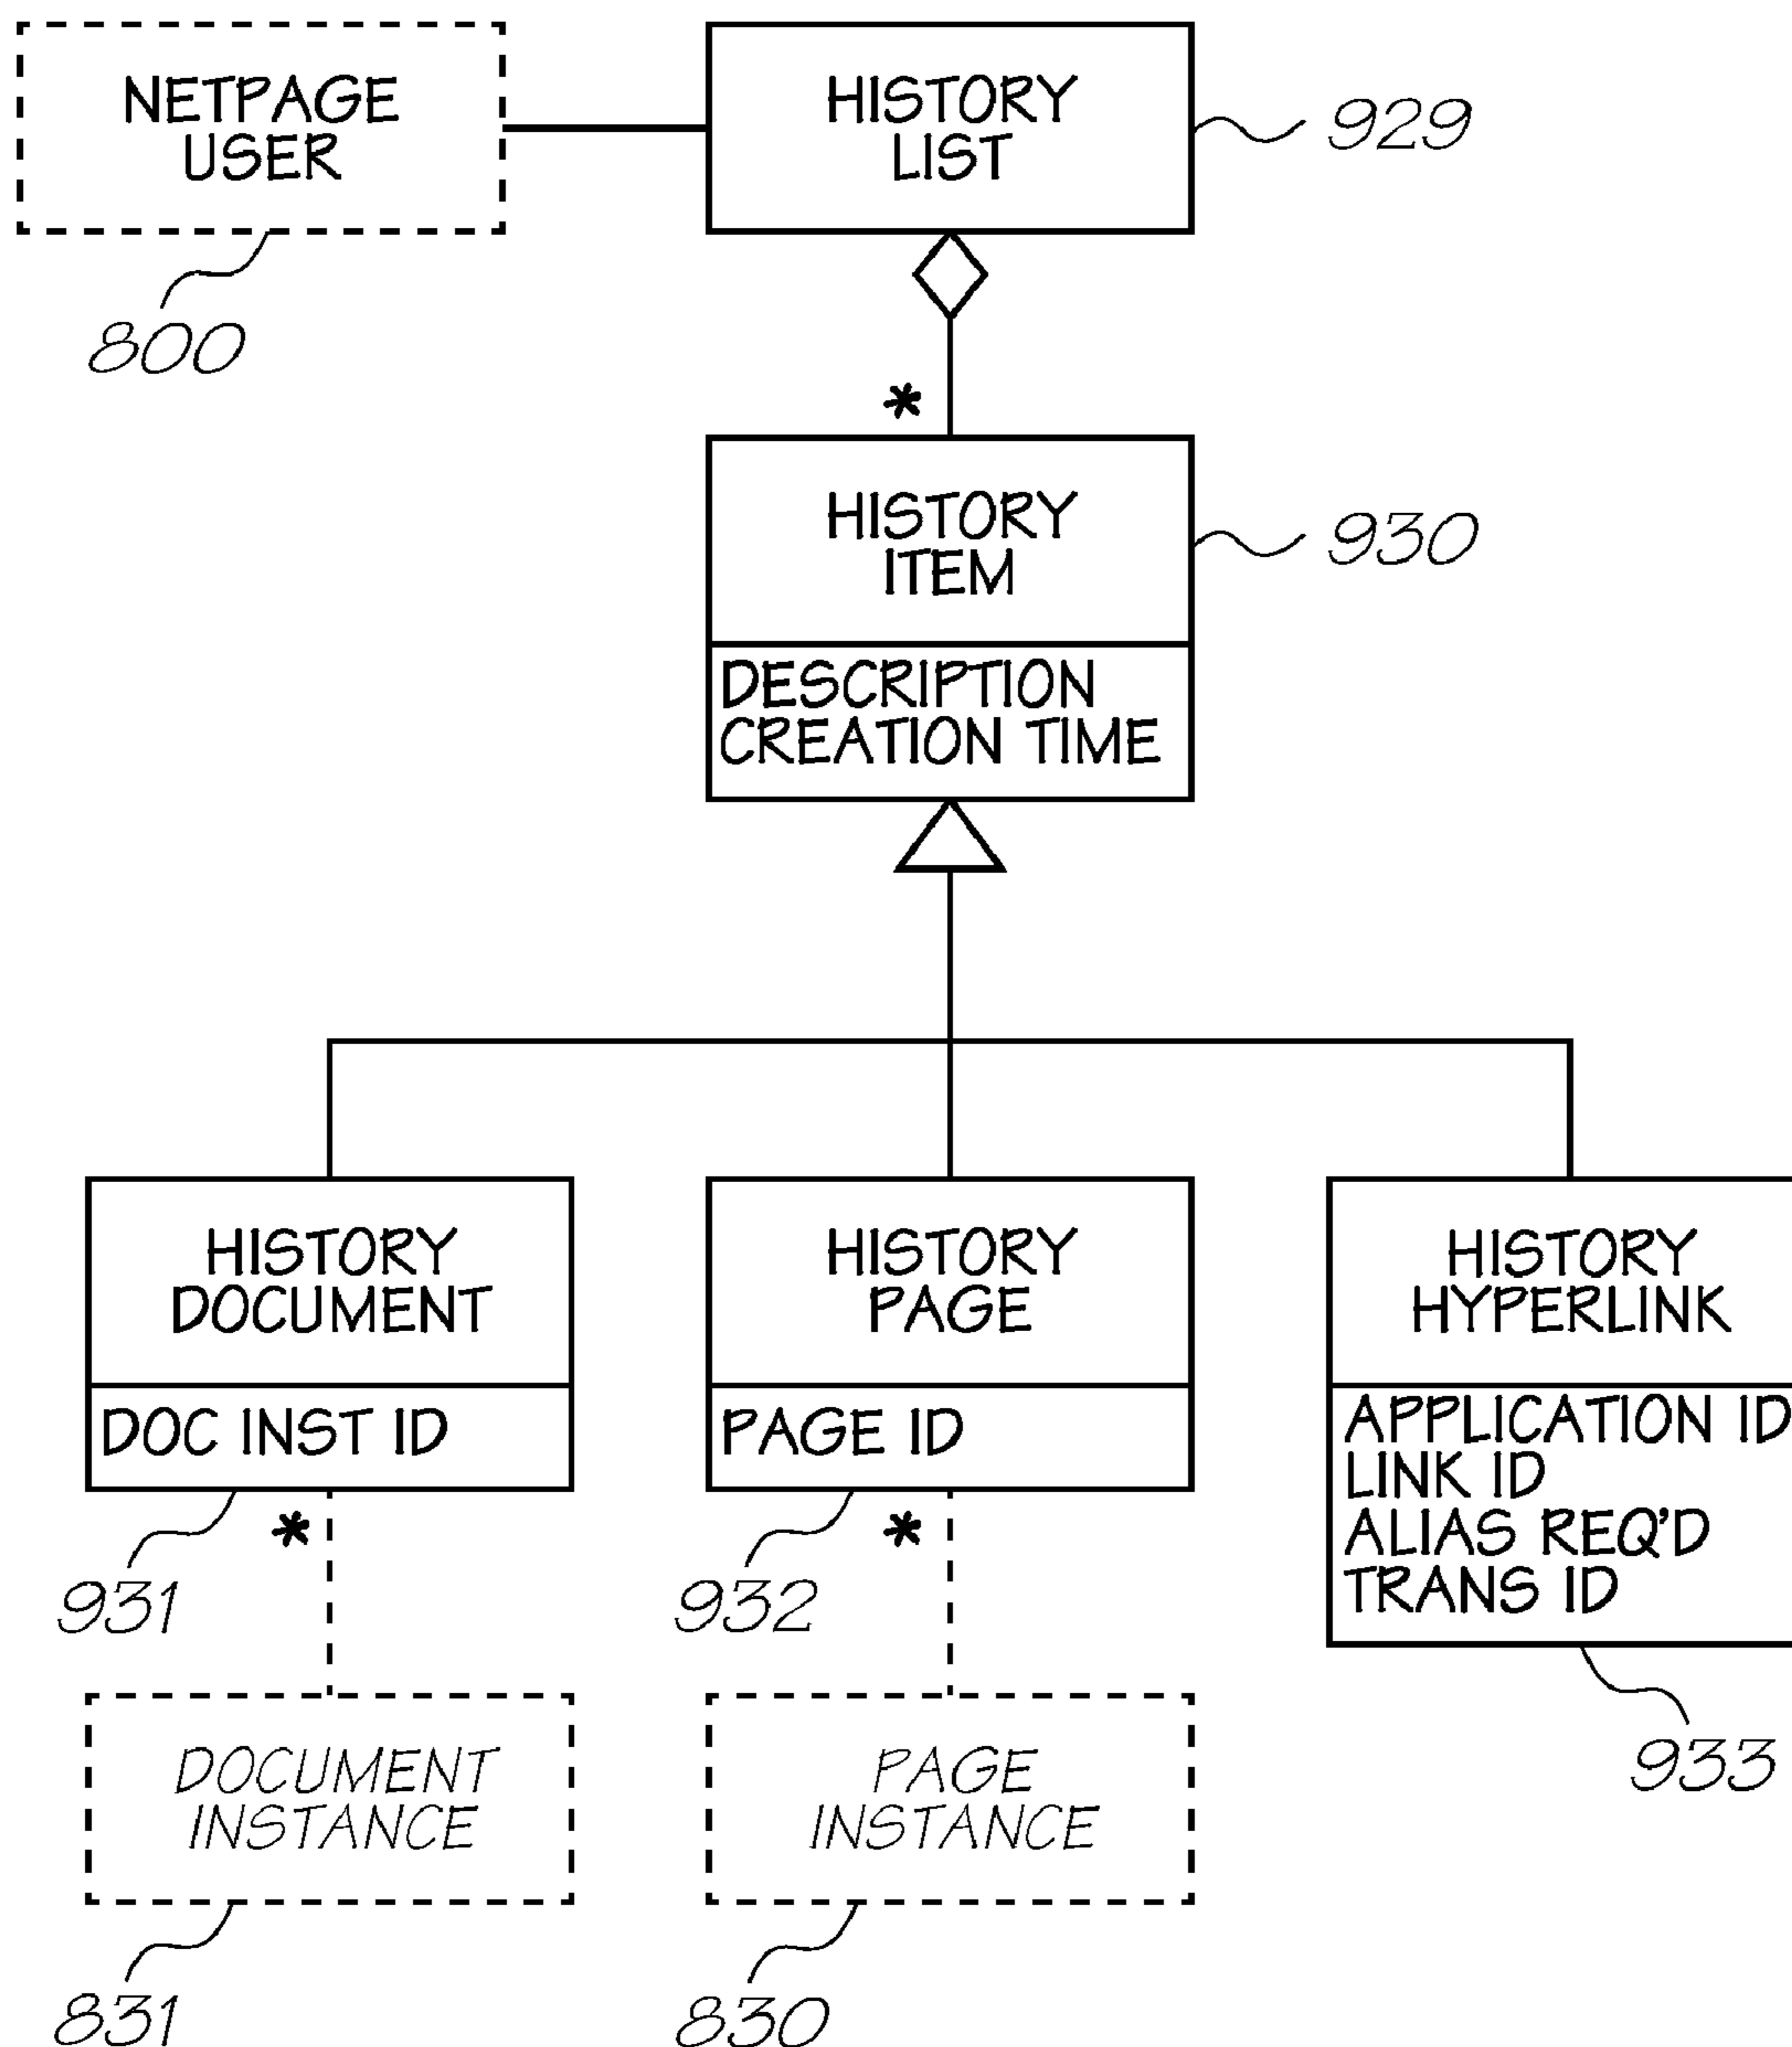 NETPAGE
USER
HISTORY
LIST
929
800
*
HISTORY
ITEM
930
DESCRIPTION
CREATION TIME
HISTORY
DOCUMENT
DOC INST ID
HISTORY
PAGE
PAGE ID
HISTORY
HYPERLINK
APPLICATION ID
LINK ID
ALIAS REQ'D
TRANS ID
*
931
*
932
933
DOCUMENT
INSTANCE
PAGE
INSTANCE
831
830